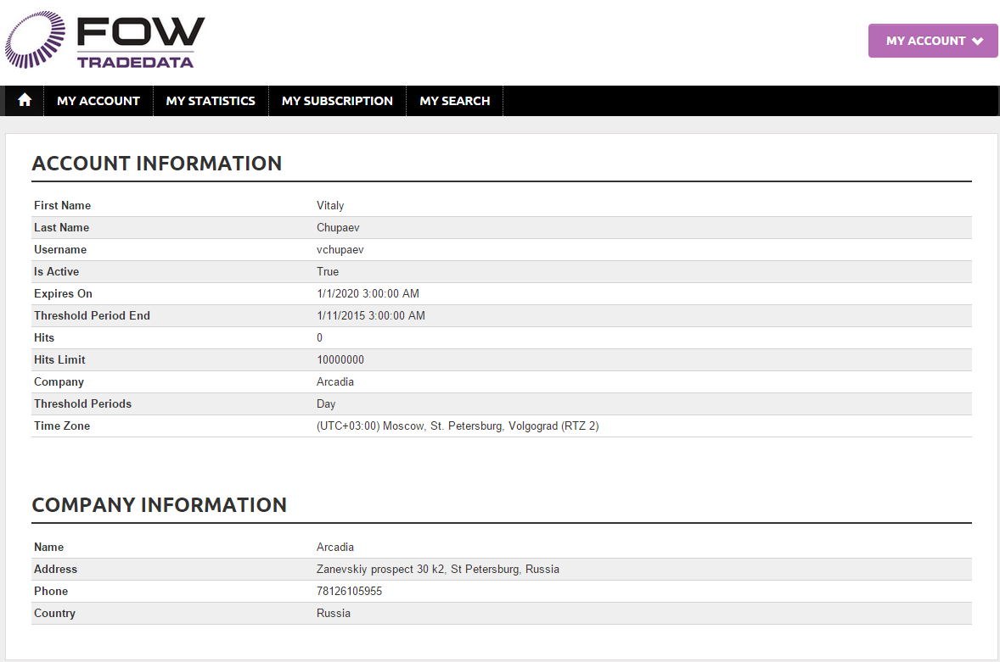 FOW
TRADEDATA
MY ACCOUNT
MY ACCOUNT MY STATISTICS MY SUBSCRIPTION MY SEARCH
ACCOUNT INFORMATION
First Name Vitaly
Last Name Chupaev
Username vchupaev
Is Active True
Expires On 1/1/2020 3:00:00 AM
Threshold Period End 1/11/2015 3:00:00 AM
Hits 0
Hits Limit 10000000
Company Arcadia
Threshold Periods Day
Time Zone (UTC+03:00) Moscow, St. Petersburg, Volgograd (RTZ 2)
COMPANY INFORMATION
Name Arcadia
Address Zanevskiy prospect 30 k2, St Petersburg, Russia
Phone 78126105955
Country Russia